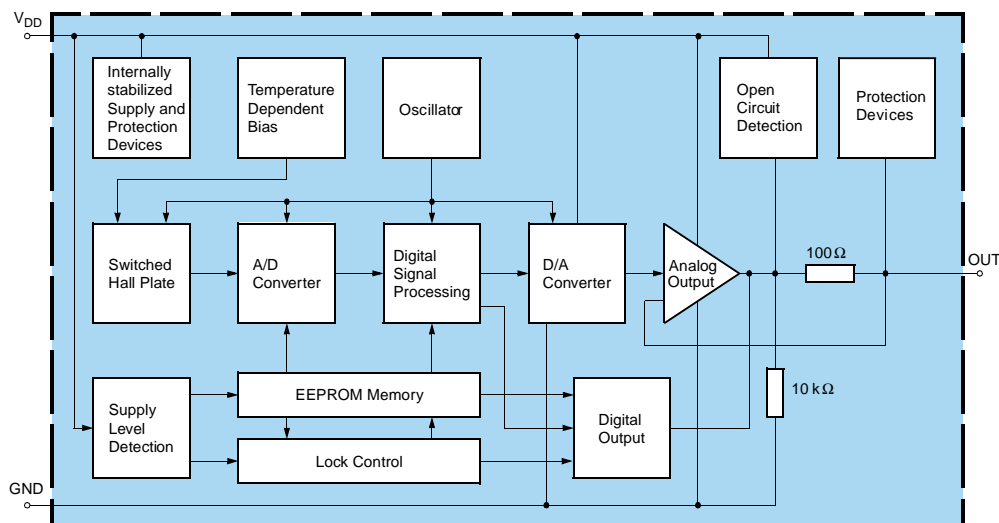 VDD
Internally
stabilized
Supply and
Protection
Devices
Temperature
Dependent
Bias
Oscillator
Open
Circuit
Detection
Protection
Devices
Switched
Hall Plate
A/D
Converter
Digital
Signal
Processing
D/A
Converter
Analog
Output
100 Ω
OUT
Supply
Level
Detection
EEPROM Memory
Lock Control
Digital
Output
10 kΩ
GND